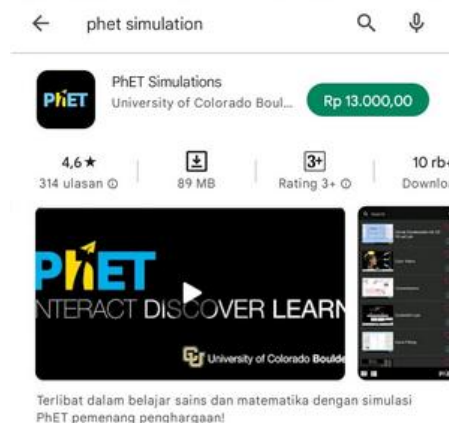 phet simulation
PhET
PhET Simulations
University of Colorado Boul...
Rp 13.000,00
4,6★
314 ulasan
89 MB
3+
Rating 3+
10 rb+
Downlo
PhET
INTERACT DISCOVER LEARN
University of Colorado Boulde
Terlibat dalam belajar sains dan matematika dengan simulasi
PhET pemenang penghargaan!